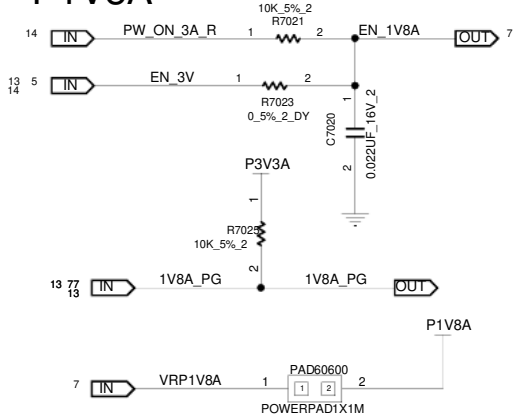 P1V8A
10K_5%_2
R7021
14 IN PW_ON_3A_R 1 2 EN_1V8A OUT 7
13 5 IN EN_3V 1 2
14
R7023
0_5%_2_DY
1
C7020
0.022UF_16V_2
2
P3V3A
1
R7025
10K_5%_2
2
13 77 IN 1V8A_PG 1V8A_PG OUT
13
P1V8A
PAD60600
7 IN VRP1V8A 1 1 2 2
POWERPAD1X1M